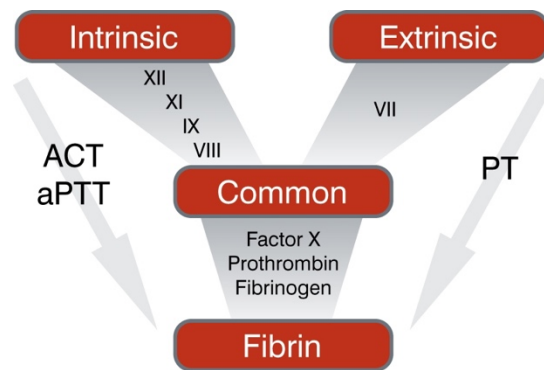 Intrinsic
Extrinsic
XII
XI
IX
VIII
VII
ACT
aPTT
PT
Common
Factor X
Prothrombin
Fibrinogen
Fibrin